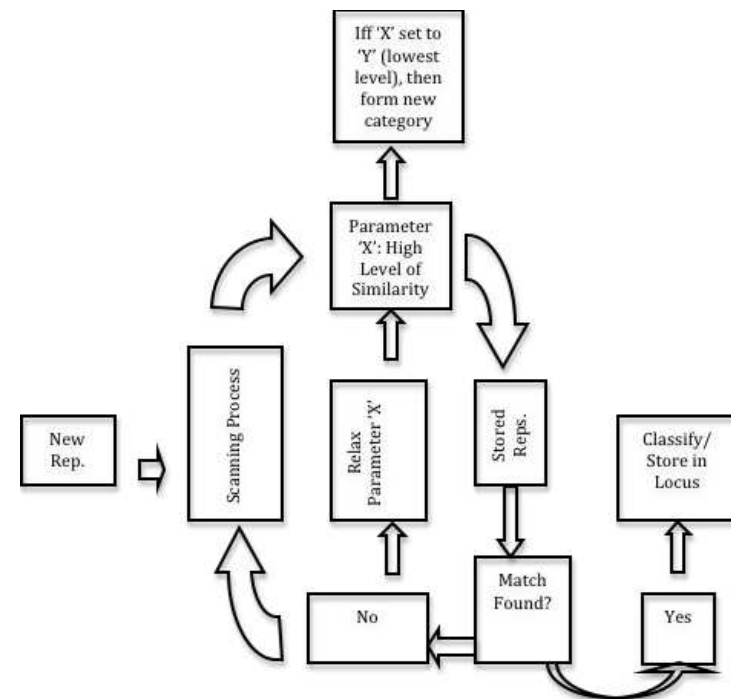 Iff ‘X’ set to
‘Y’ (lowest
level), then
form new
category
Parameter
‘X’: High
Level of
Similarity
New
Rep.
Scanning Process
Relax
Parameter ‘X’
Stored
Reps.
Classify/
Store in
Locus
No
Match
Found?
Yes